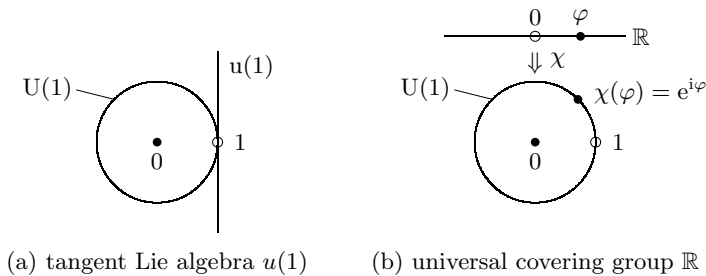 u(1)
U(1)
1
0
(a) tangent Lie algebra u(1)
0 φ
ℝ
⇓ χ
U(1)
χ(φ) = e^{iφ}
1
0
(b) universal covering group ℝ